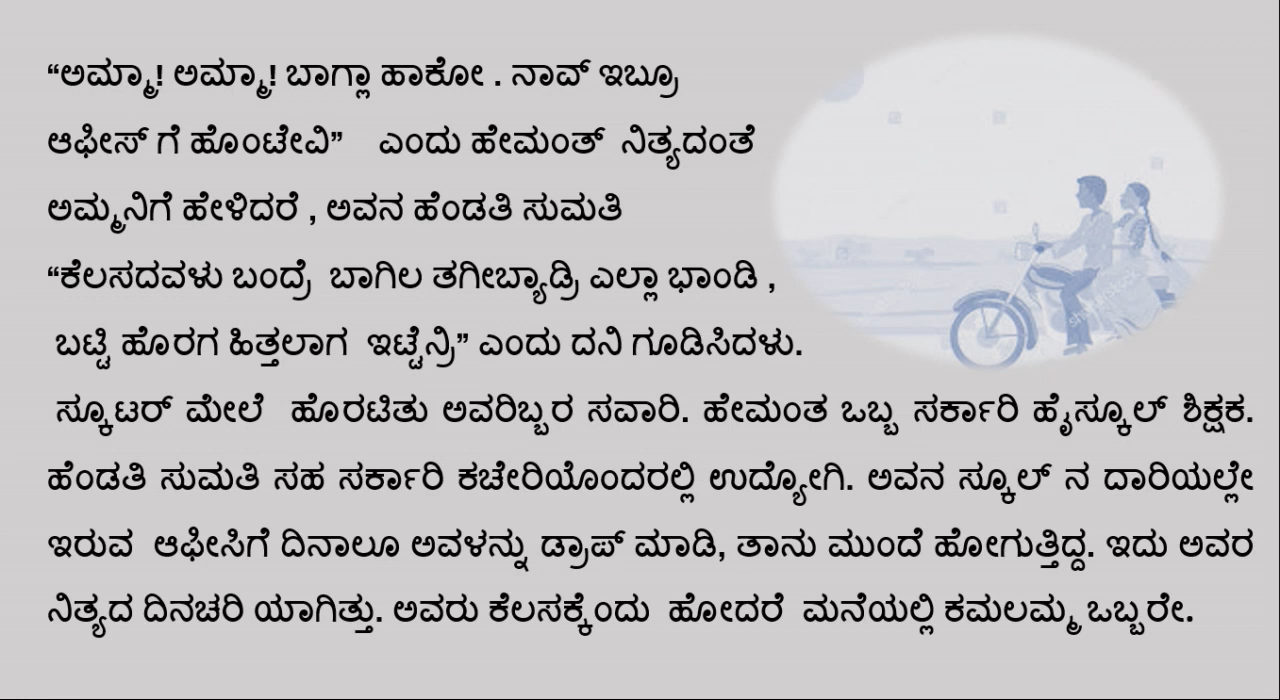 “ಅಮ್ಮಾ! ಅಮ್ಮಾ! ಬಾಗ್ಲಾ ಹಾಕೋ . ನಾವ್ ಇಬ್ರೂ
ಆಫೀಸ್ ಗೆ ಹೊಂಟೇವಿ” ಎಂದು ಹೇಮಂತ್ ನಿತ್ಯದಂತೆ
ಅಮ್ಮನಿಗೆ ಹೇಳಿದರೆ , ಅವನ ಹೆಂಡತಿ ಸುಮತಿ
“ಕೆಲಸದವಳು ಬಂದ್ರೆ ಬಾಗಿಲ ತಗೀಬ್ಯಾಡ್ರಿ ಎಲ್ಲಾ ಭಾಂಡಿ ,
ಬಟ್ಟಿ ಹೊರಗ ಹಿತ್ತಲಾಗ ಇಟ್ಟೆನ್ರಿ” ಎಂದು ದನಿ ಗೂಡಿಸಿದಳು.
ಸ್ಕೂಟರ್ ಮೇಲೆ ಹೊರಟಿತು ಅವರಿಬ್ಬರ ಸವಾರಿ. ಹೇಮಂತ ಒಬ್ಬ ಸರ್ಕಾರಿ ಹೈಸ್ಕೂಲ್ ಶಿಕ್ಷಕ.
ಹೆಂಡತಿ ಸುಮತಿ ಸಹ ಸರ್ಕಾರಿ ಕಚೇರಿಯೊಂದರಲ್ಲಿ ಉದ್ಯೋಗಿ. ಅವನ ಸ್ಕೂಲ್ ನ ದಾರಿಯಲ್ಲೇ
ಇರುವ ಆಫೀಸಿಗೆ ದಿನಾಲೂ ಅವಳನ್ನು ಡ್ರಾಪ್ ಮಾಡಿ, ತಾನು ಮುಂದೆ ಹೋಗುತ್ತಿದ್ದ. ಇದು ಅವರ
ನಿತ್ಯದ ದಿನಚರಿ ಯಾಗಿತ್ತು. ಅವರು ಕೆಲಸಕ್ಕೆಂದು ಹೋದರೆ ಮನೆಯಲ್ಲಿ ಕಮಲಮ್ಮ ಒಬ್ಬರೇ.